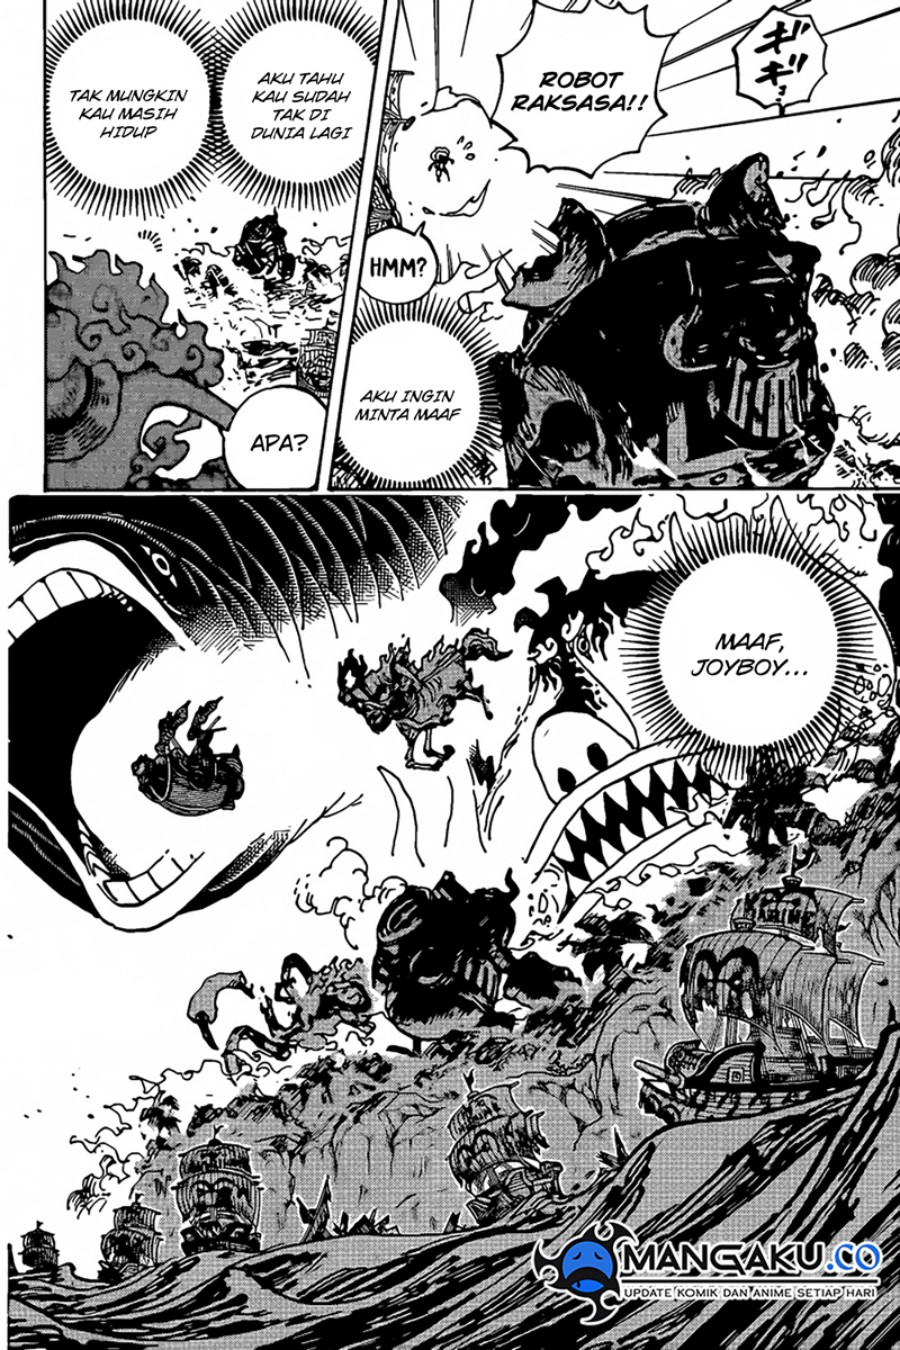 ROBOT
RAKSASA!!
ギギ
HMM?
AKU INGIN
MINTA MAAF
AKU TAHU
KAU SUDAH
TAK DI
DUNIA LAGI
TAK MUNGKIN
KAU MASIH
HIDUP
APA?
MAAF,
JOYBOY...
MARINE
MANGAKU.CO
UPDATE KOMIK DAN ANIME SETIAP HARI